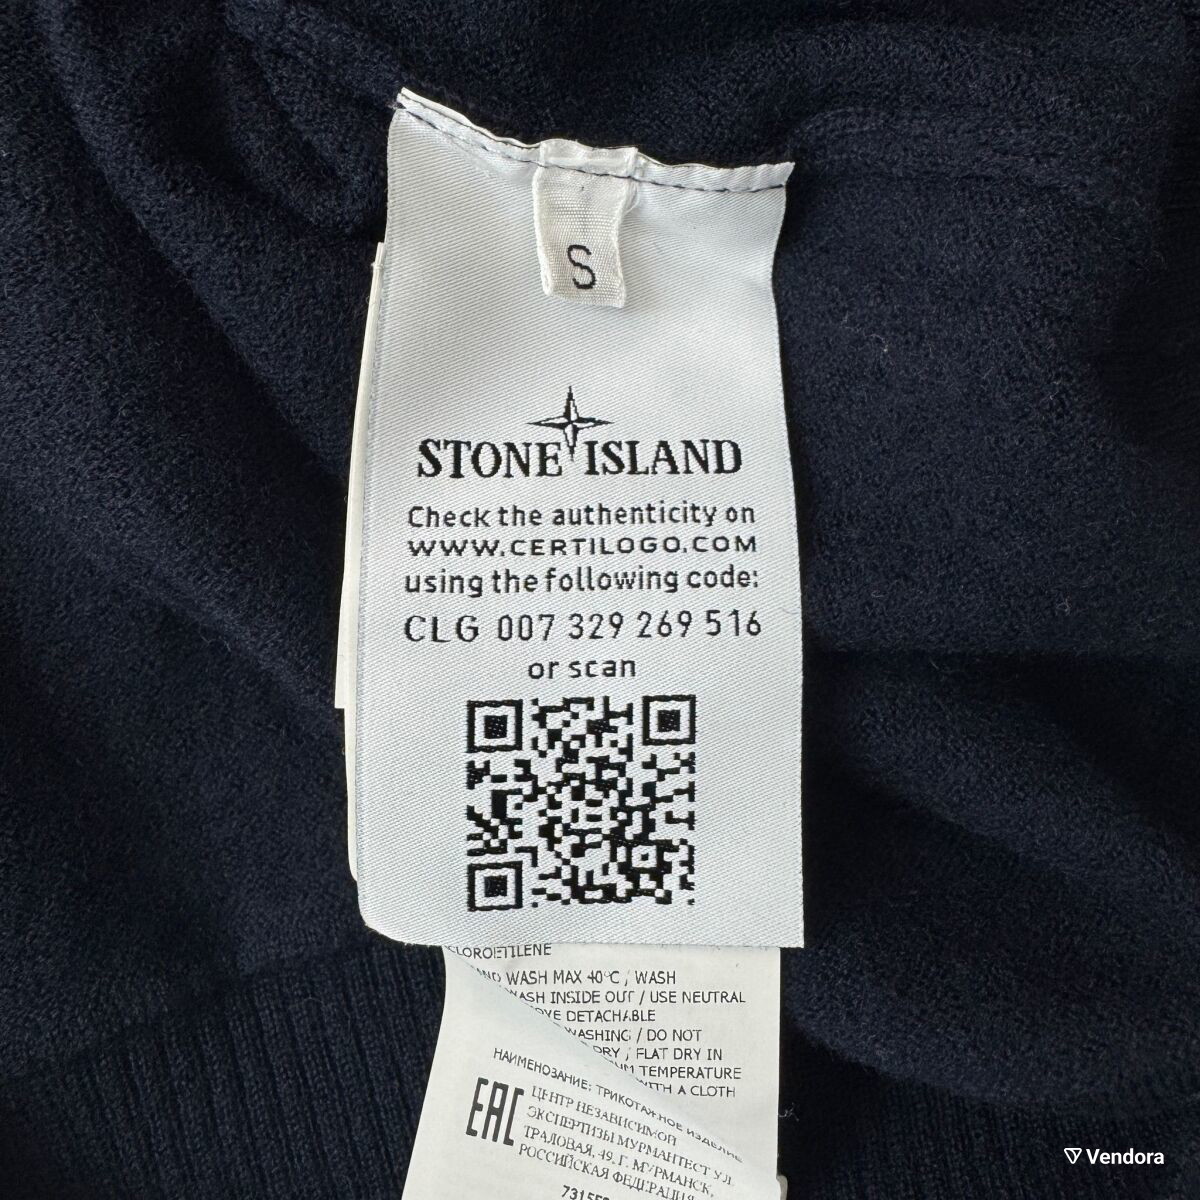 S
STONE ISLAND
Check the authenticity on
WWW.CERTILOGO.COM
using the following code:
CLG 007 329 269 516
or scan
WASH MAX 40°C / WASH
WASH INSIDE OUT / USE NEUTRAL
DETACHABLE
WASHING / DO NOT
DRY / FLAT DRY IN
TEMPERATURE
WITH A CLOTH
НАИМЕНОВАНИЕ: ТРИКОТАЖНОЕ ИЗДЕЛИЕ
EAC
ЦЕНТР НЕЗАВИСИМОЙ
ЭКСПЕРТИЗЫ МУРМАНТЕСТ УЛ.
ТРАЛОВАЯ, 49, Г. МУРМАНСК,
РОССИЙСКАЯ ФЕДЕРАЦИЯ
Vendora